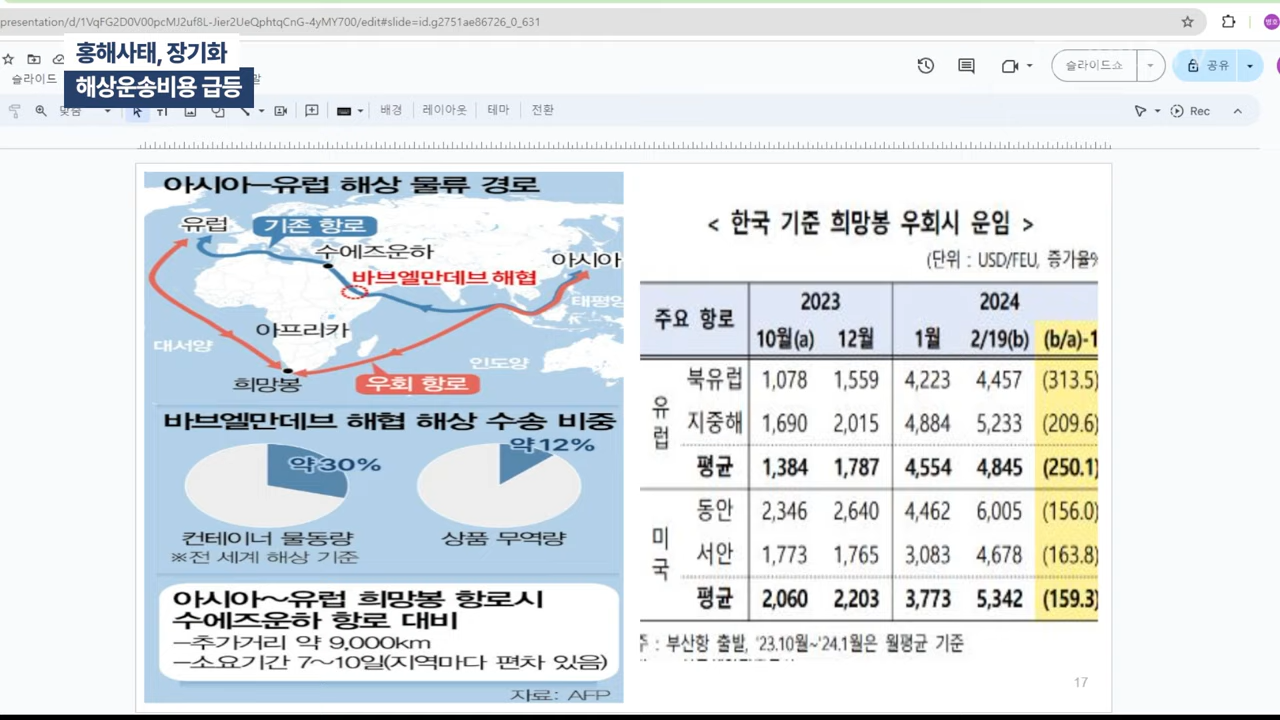 presentation/d/1VqFG2D0V00pcMJ2uf8L-Jier2UeQphtqCnG-4yMY700/edit#slide=id.g2751ae86726_0_631
홍해사태, 장기화
해상운송비용 급등
슬라이드
슬라이드쇼
공유
맞춤
배경
레이아웃
테마
전환
Rec
아시아-유럽 해상 물류 경로
유럽
기존 항로
수에즈운하
아시아
바브엘만데브 해협
태평양
아프리카
대서양
인도양
희망봉
우회 항로
바브엘만데브 해협 해상 수송 비중
약 30%
약 12%
컨테이너 물동량
상품 무역량
※전 세계 해상 기준
아시아~유럽 희망봉 항로시
수에즈운하 항로 대비
-추가거리 약 9,000km
-소요기간 7~10일(지역마다 편차 있음)
자료: AFP
< 한국 기준 희망봉 우회시 운임 >
(단위 : USD/FEU, 증가율%
주요 항로 2023 2024
10월(a) 12월 1월 2/19(b) (b/a)-1
유럽 북유럽 1,078 1,559 4,223 4,457 (313.5)
지중해 1,690 2,015 4,884 5,233 (209.6)
평균 1,384 1,787 4,554 4,845 (250.1)
미국 동안 2,346 2,640 4,462 6,005 (156.0)
서안 1,773 1,765 3,083 4,678 (163.8)
평균 2,060 2,203 3,773 5,342 (159.3)
: 부산항 출발, '23.10월~'24.1월은 월평균 기준
17